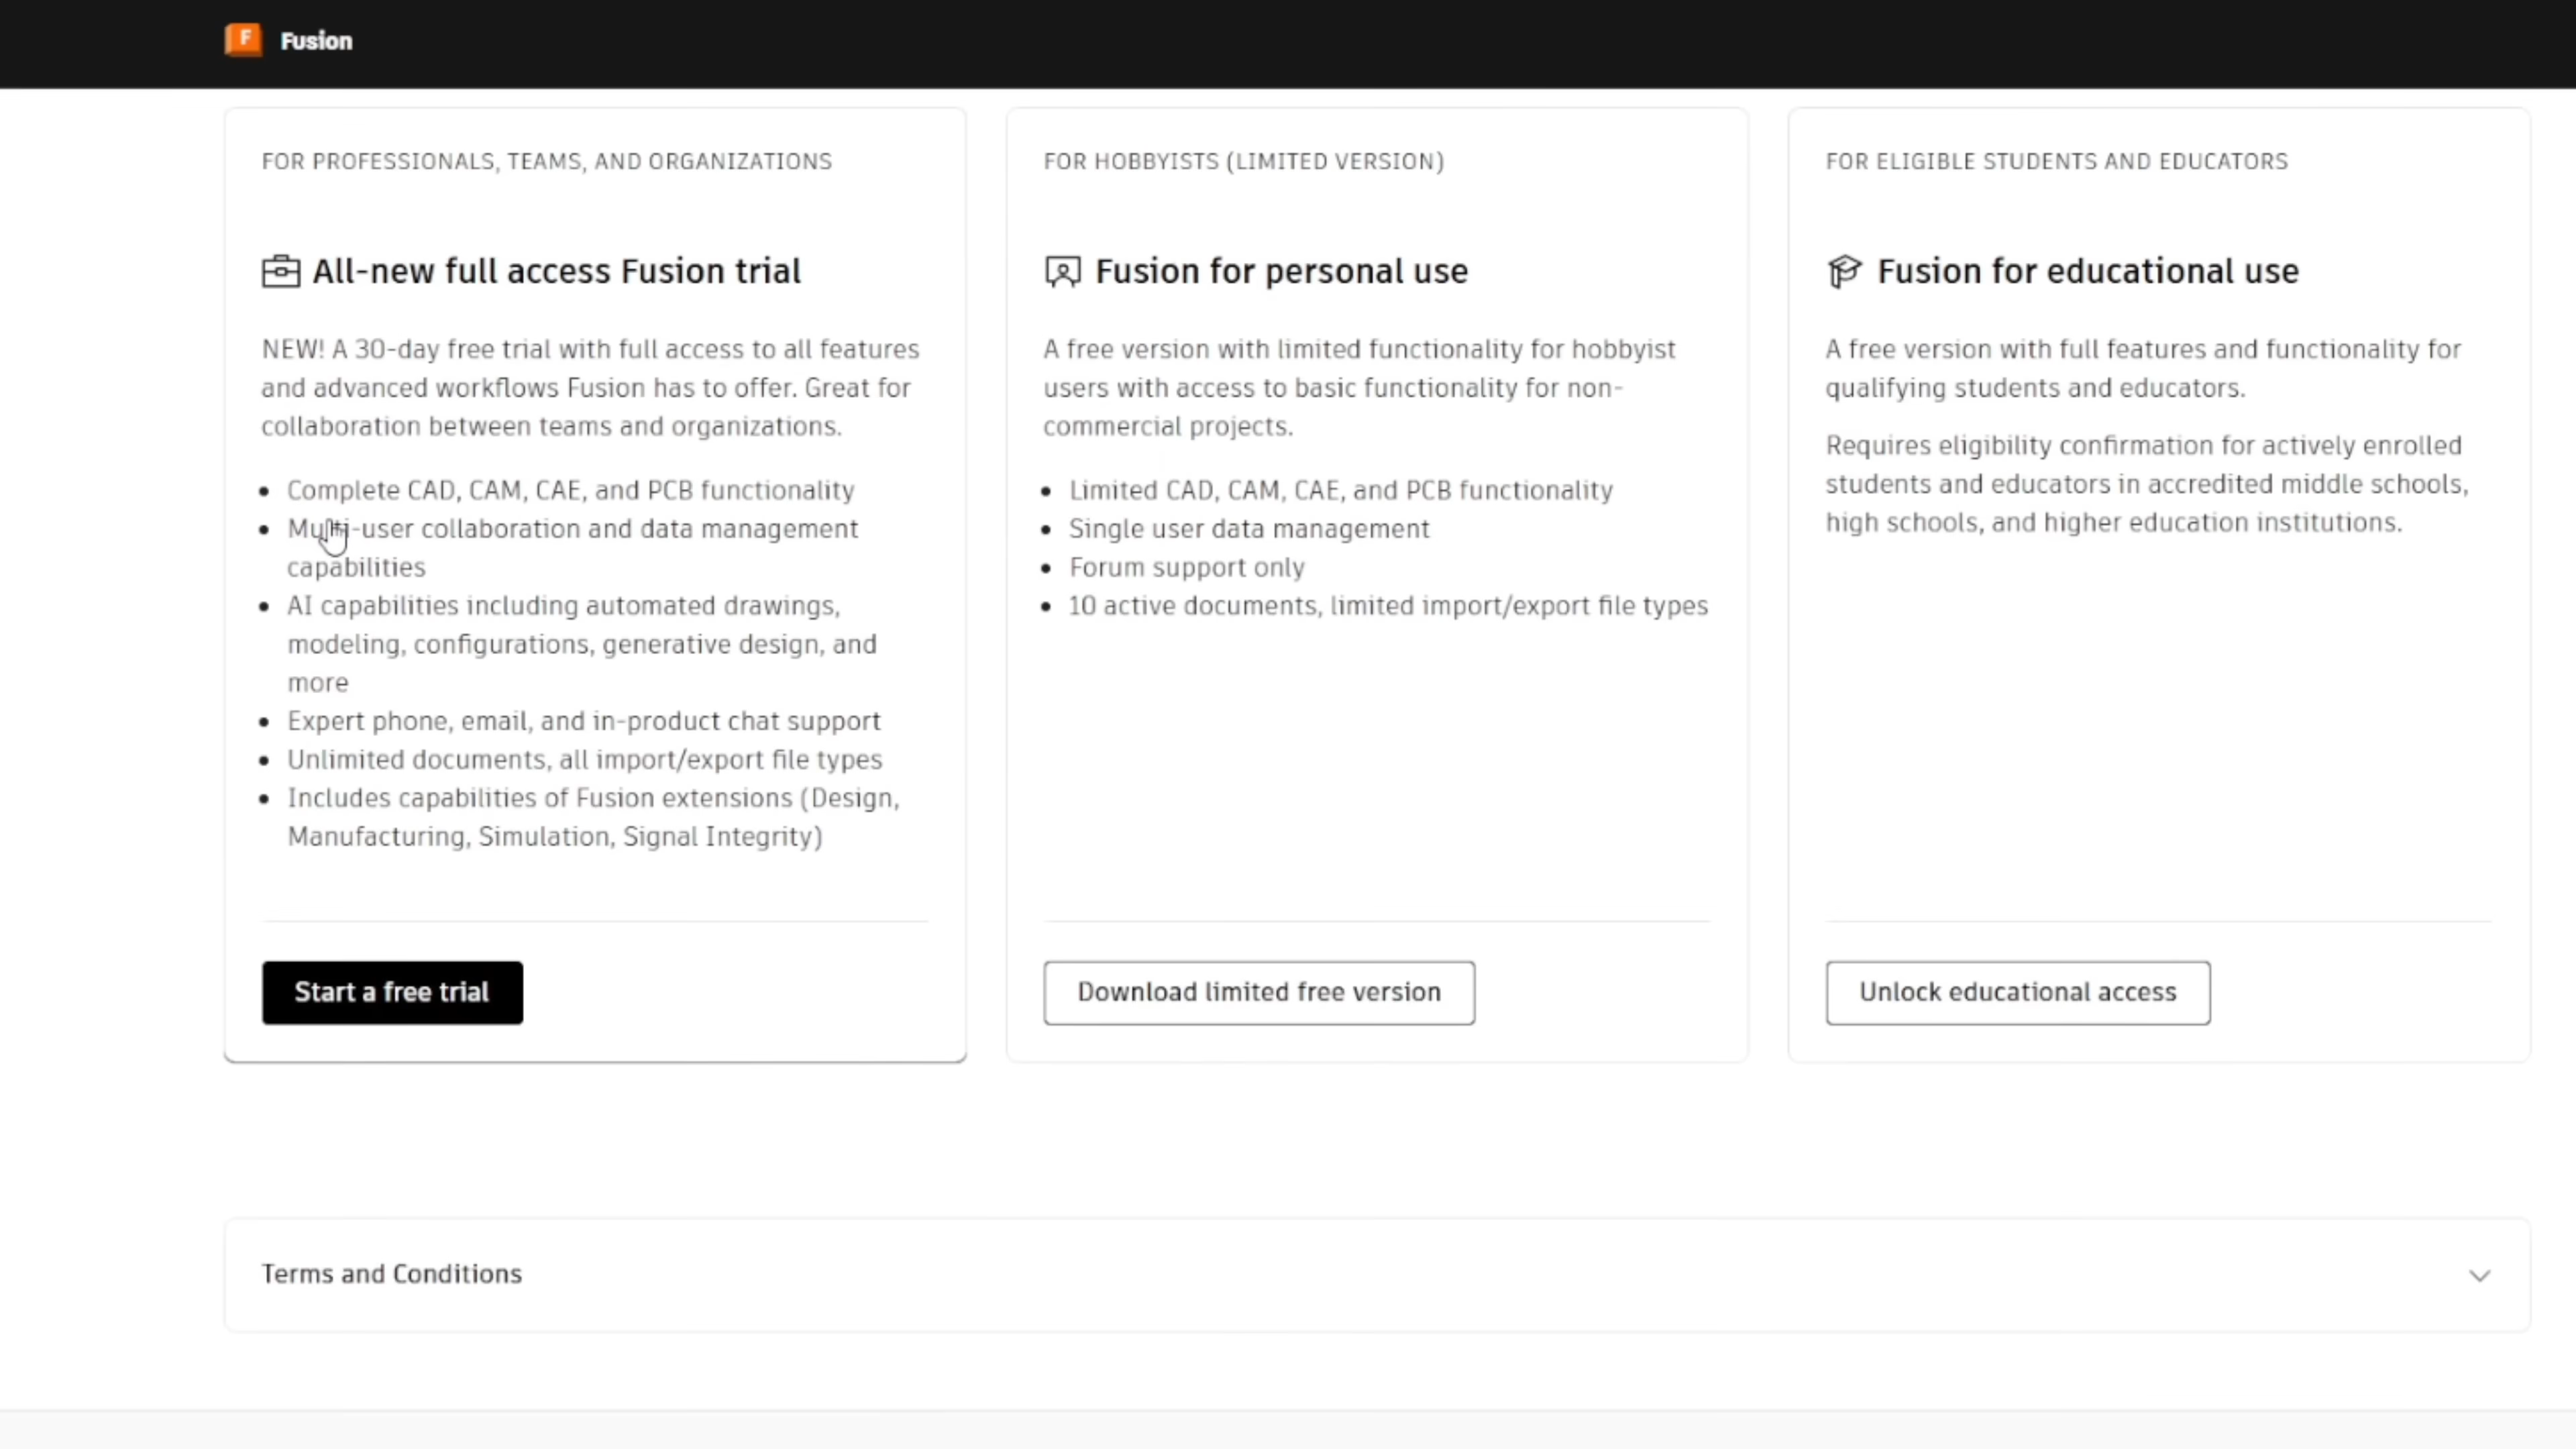 F Fusion
FOR PROFESSIONALS, TEAMS, AND ORGANIZATIONS
All-new full access Fusion trial
NEW! A 30-day free trial with full access to all features
and advanced workflows Fusion has to offer. Great for
collaboration between teams and organizations.
Complete CAD, CAM, CAE, and PCB functionality
Multi-user collaboration and data management
capabilities
AI capabilities including automated drawings,
modeling, configurations, generative design, and
more
Expert phone, email, and in-product chat support
Unlimited documents, all import/export file types
Includes capabilities of Fusion extensions (Design,
Manufacturing, Simulation, Signal Integrity)
Start a free trial
FOR HOBBYISTS (LIMITED VERSION)
Fusion for personal use
A free version with limited functionality for hobbyist
users with access to basic functionality for non-
commercial projects.
Limited CAD, CAM, CAE, and PCB functionality
Single user data management
Forum support only
10 active documents, limited import/export file types
Download limited free version
FOR ELIGIBLE STUDENTS AND EDUCATORS
Fusion for educational use
A free version with full features and functionality for
qualifying students and educators.
Requires eligibility confirmation for actively enrolled
students and educators in accredited middle schools,
high schools, and higher education institutions.
Unlock educational access
Terms and Conditions